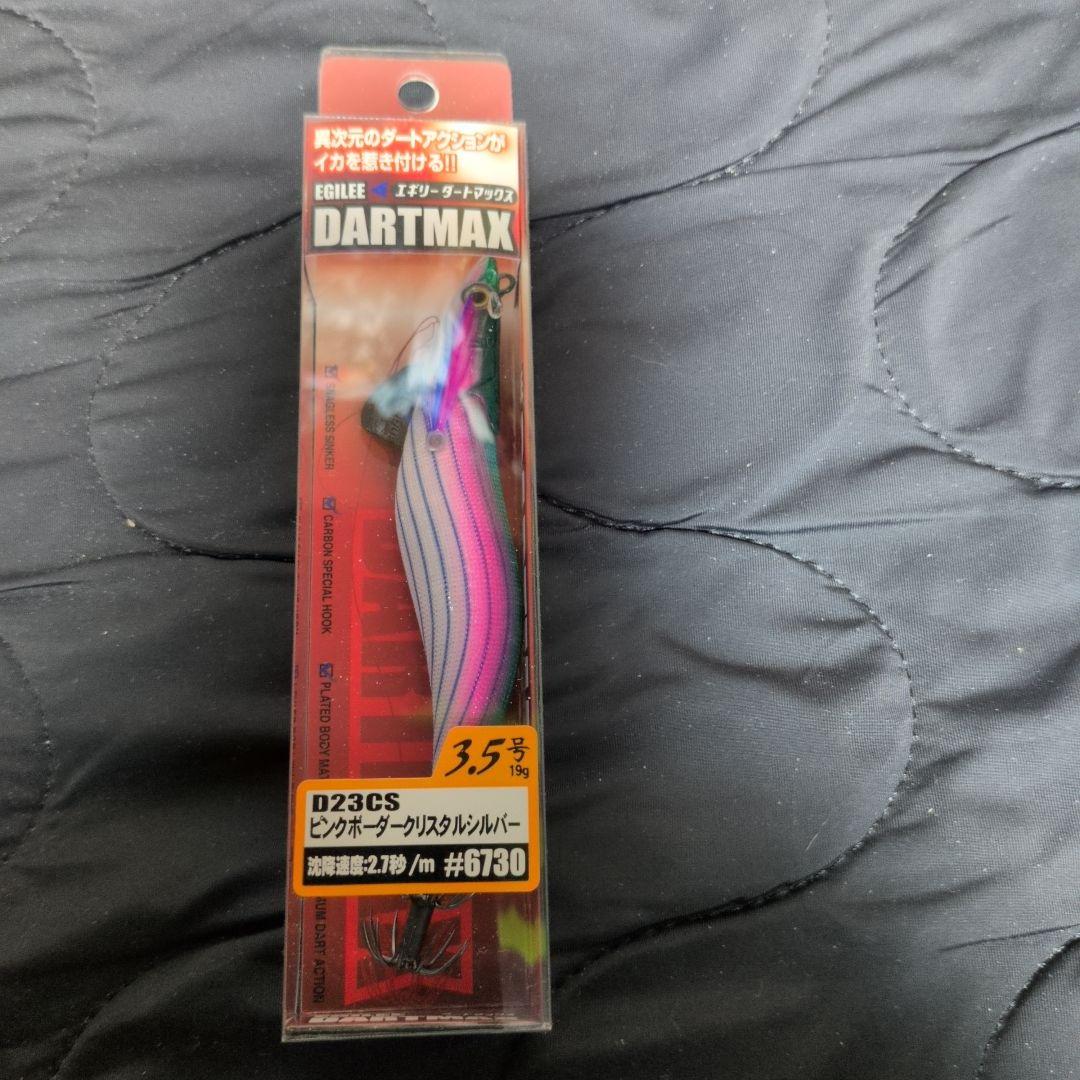 異次元のダートアクションが
イカを惹き付ける!!
EGILEE エギリーダートマックス
DARTMAX
SNAGLESS SINKER
CARBON SPECIAL HOOK
PLATED BODY MAT
DART ACTION
3.5号
19g
D23CS
ピンクボーダークリスタルシルバー
沈降速度:2.7秒/m #6730